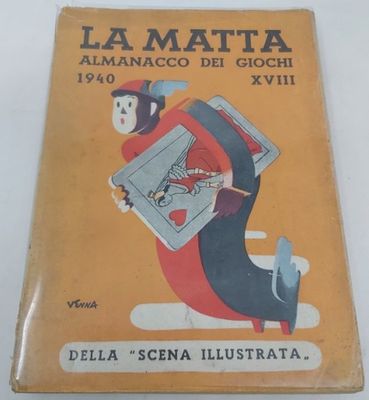 LA MATTA
ALMANACCO DEI GIOCHI
1940 XVIII
VENNA
DELLA "SCENA ILLUSTRATA„